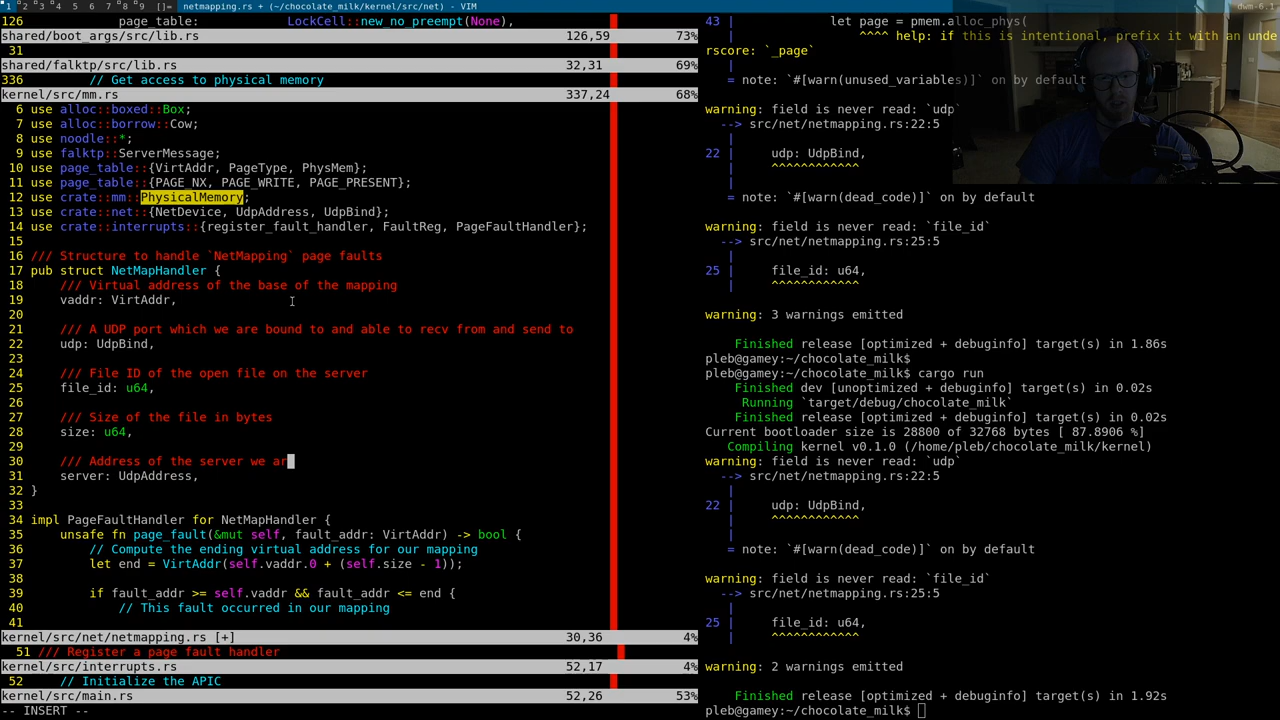 1 2 3 4 5 6 7 8 9 []= netmapping.rs + (~/chocolate_milk/kernel/src/net) - VIM dwm-6.1
126 page_table: LockCell::new_no_preempt(None),
shared/boot_args/src/lib.rs 126,59 73%
31
shared/falktp/src/lib.rs 32,31 69%
336 // Get access to physical memory
kernel/src/mm.rs 337,24 68%
6 use alloc::boxed::Box;
7 use alloc::borrow::Cow;
8 use noodle::*;
9 use falktp::ServerMessage;
10 use page_table::{VirtAddr, PageType, PhysMem};
11 use page_table::{PAGE_NX, PAGE_WRITE, PAGE_PRESENT};
12 use crate::mm::PhysicalMemory;
13 use crate::net::{NetDevice, UdpAddress, UdpBind};
14 use crate::interrupts::{register_fault_handler, FaultReg, PageFaultHandler};
15
16 /// Structure to handle `NetMapping` page faults
17 pub struct NetMapHandler {
18 /// Virtual address of the base of the mapping
19 vaddr: VirtAddr,
20
21 /// A UDP port which we are bound to and able to recv from and send to
22 udp: UdpBind,
23
24 /// File ID of the open file on the server
25 file_id: u64,
26
27 /// Size of the file in bytes
28 size: u64,
29
30 /// Address of the server we ar
31 server: UdpAddress,
32 }
33
34 impl PageFaultHandler for NetMapHandler {
35 unsafe fn page_fault(&mut self, fault_addr: VirtAddr) -> bool {
36 // Compute the ending virtual address for our mapping
37 let end = VirtAddr(self.vaddr.0 + (self.size - 1));
38
39 if fault_addr >= self.vaddr && fault_addr <= end {
40 // This fault occurred in our mapping
41
kernel/src/net/netmapping.rs [+] 30,36 4%
51 /// Register a page fault handler
kernel/src/interrupts.rs 52,17 4%
52 // Initialize the APIC
kernel/src/main.rs 52,26 53%
-- INSERT --
43 | let page = pmem.alloc_phys(
| ^^^^ help: if this is intentional, prefix it with an unde
rscore: `_page`
|
= note: `#[warn(unused_variables)]` on by default

warning: field is never read: `udp`
--> src/net/netmapping.rs:22:5
|
22 | udp: UdpBind,
| ^^^^^^^^^^^^
|
= note: `#[warn(dead_code)]` on by default

warning: field is never read: `file_id`
--> src/net/netmapping.rs:25:5
|
25 | file_id: u64,
| ^^^^^^^^^^^^

warning: 3 warnings emitted

Finished release [optimized + debuginfo] target(s) in 1.86s
pleb@gamey:~/chocolate_milk$
pleb@gamey:~/chocolate_milk$ cargo run
Finished dev [unoptimized + debuginfo] target(s) in 0.02s
Running `target/debug/chocolate_milk`
Finished release [optimized + debuginfo] target(s) in 0.02s
Current bootloader size is 28800 of 32768 bytes [ 87.8906 %]
Compiling kernel v0.1.0 (/home/pleb/chocolate_milk/kernel)
warning: field is never read: `udp`
--> src/net/netmapping.rs:22:5
|
22 | udp: UdpBind,
| ^^^^^^^^^^^^
|
= note: `#[warn(dead_code)]` on by default

warning: field is never read: `file_id`
--> src/net/netmapping.rs:25:5
|
25 | file_id: u64,
| ^^^^^^^^^^^^

warning: 2 warnings emitted

Finished release [optimized + debuginfo] target(s) in 1.92s
pleb@gamey:~/chocolate_milk$